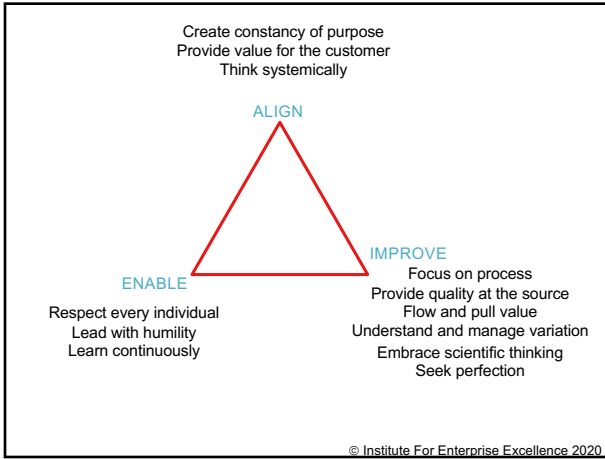 Create constancy of purpose
Provide value for the customer
Think systemically
ALIGN
ENABLE
Respect every individual
Lead with humility
Learn continuously
IMPROVE
Focus on process
Provide quality at the source
Flow and pull value
Understand and manage variation
Embrace scientific thinking
Seek perfection
© Institute For Enterprise Excellence 2020